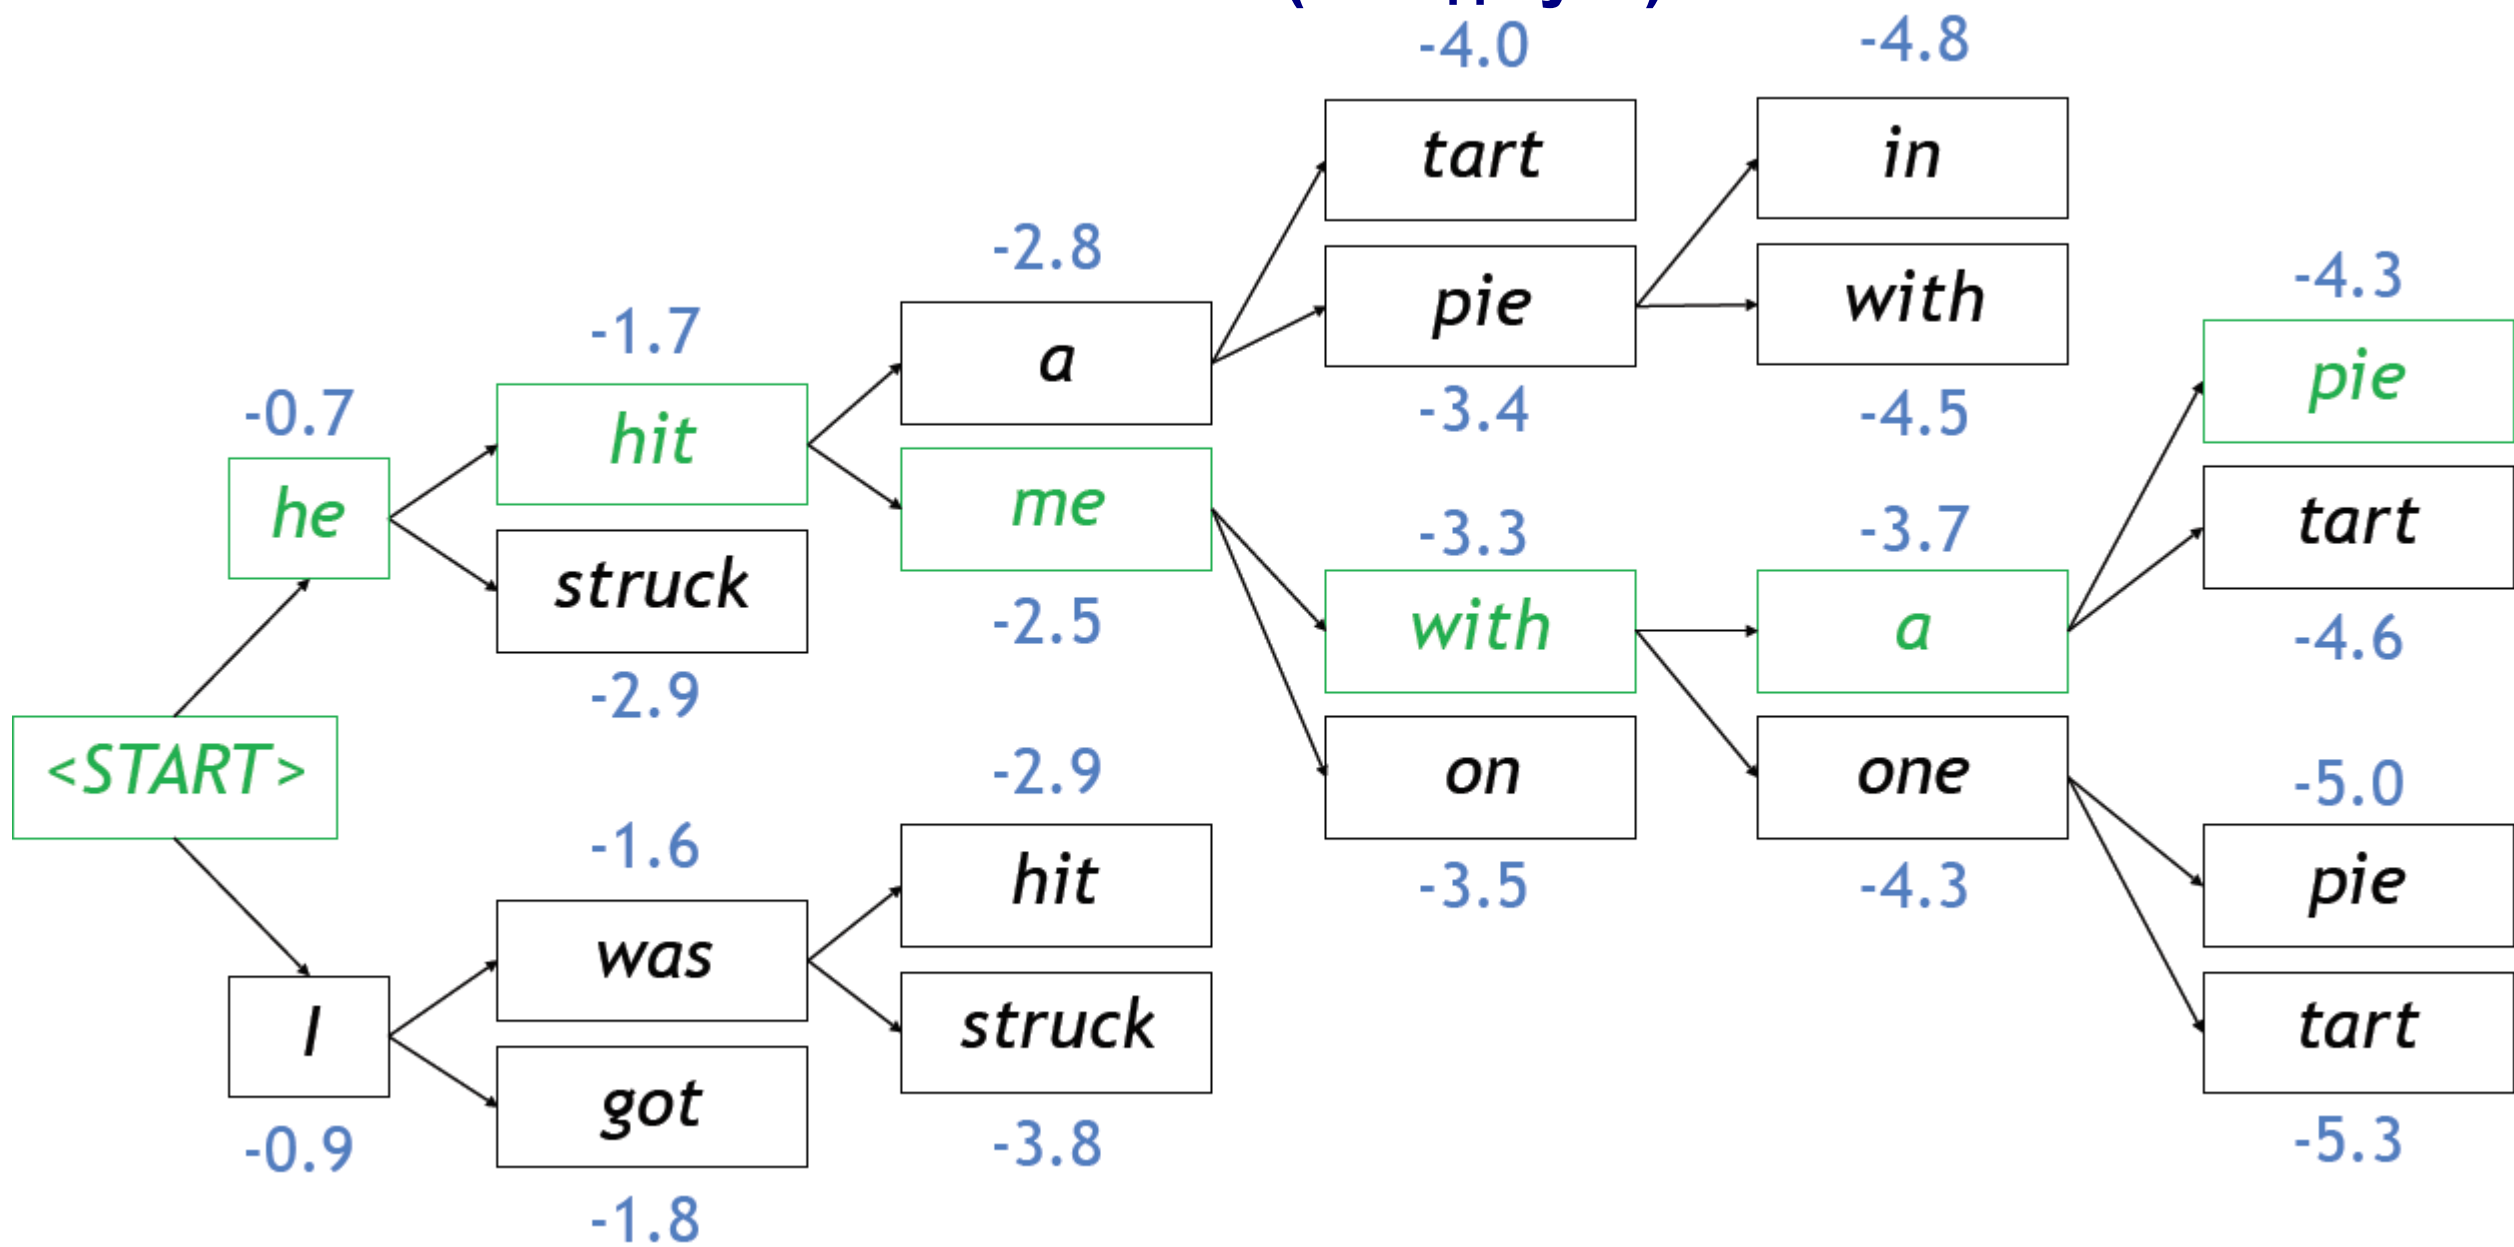 -4.0
-4.8
tart
in
-2.8
pie
with
-4.3
-1.7
a
-3.4
-4.5
pie
-0.7
hit
me
-3.3
-3.7
tart
he
struck
-2.5
with
a
-4.6
-2.9
<START>
-2.9
on
one
-5.0
-1.6
hit
-3.5
-4.3
pie
was
I
struck
tart
got
-0.9
-3.8
-5.3
-1.8